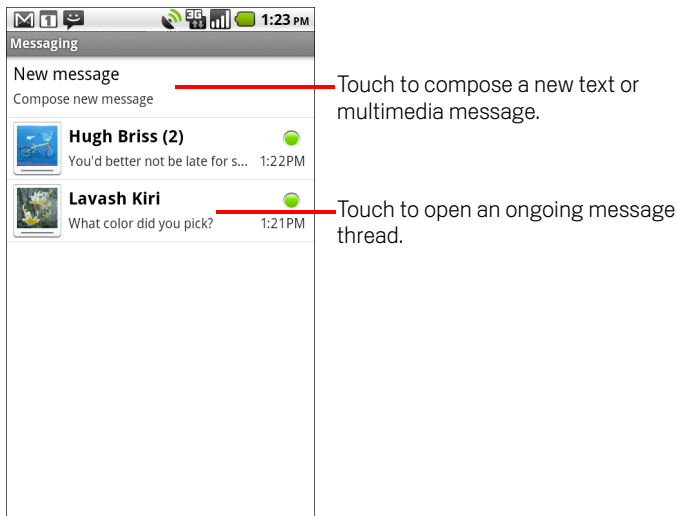 1 3G 1:23 PM
Messaging
New message
Compose new message
Touch to compose a new text or
multimedia message.
Hugh Briss (2)
You'd better not be late for s... 1:22PM
Lavash Kiri
What color did you pick? 1:21PM
Touch to open an ongoing message
thread.